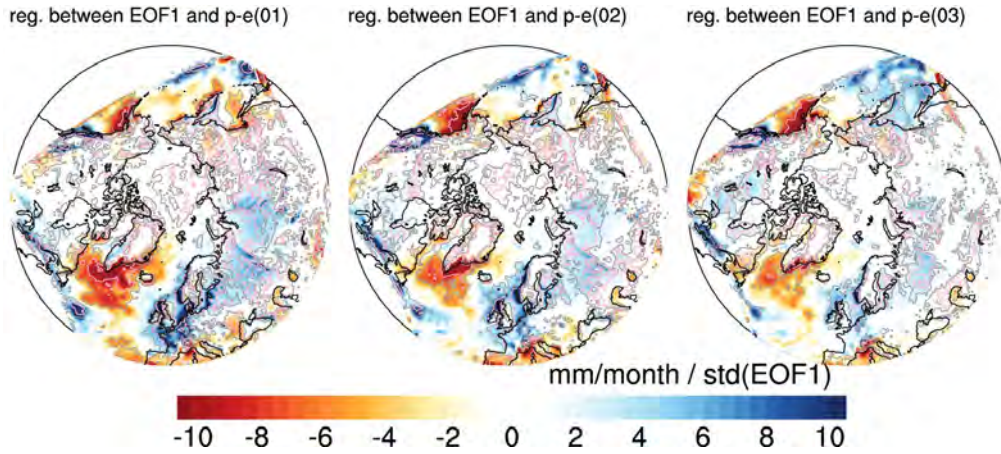 reg. between EOF1 and p-e(01)
reg. between EOF1 and p-e(02)
reg. between EOF1 and p-e(03)
mm/month / std(EOF1)
-10 -8 -6 -4 -2 0 2 4 6 8 10